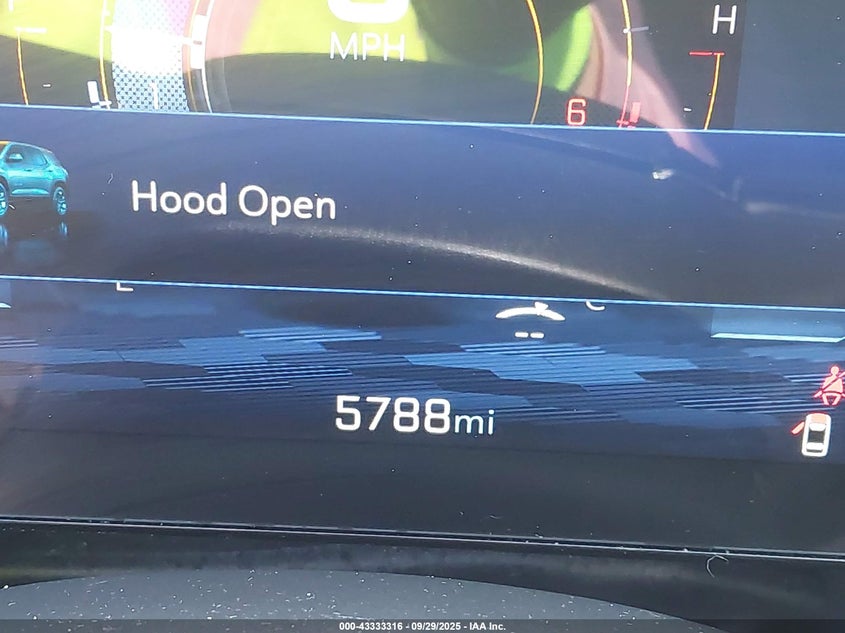 H
MPH
6
Hood Open
5788mi
000-43333316 - 09/29/2025 - IAA Inc.